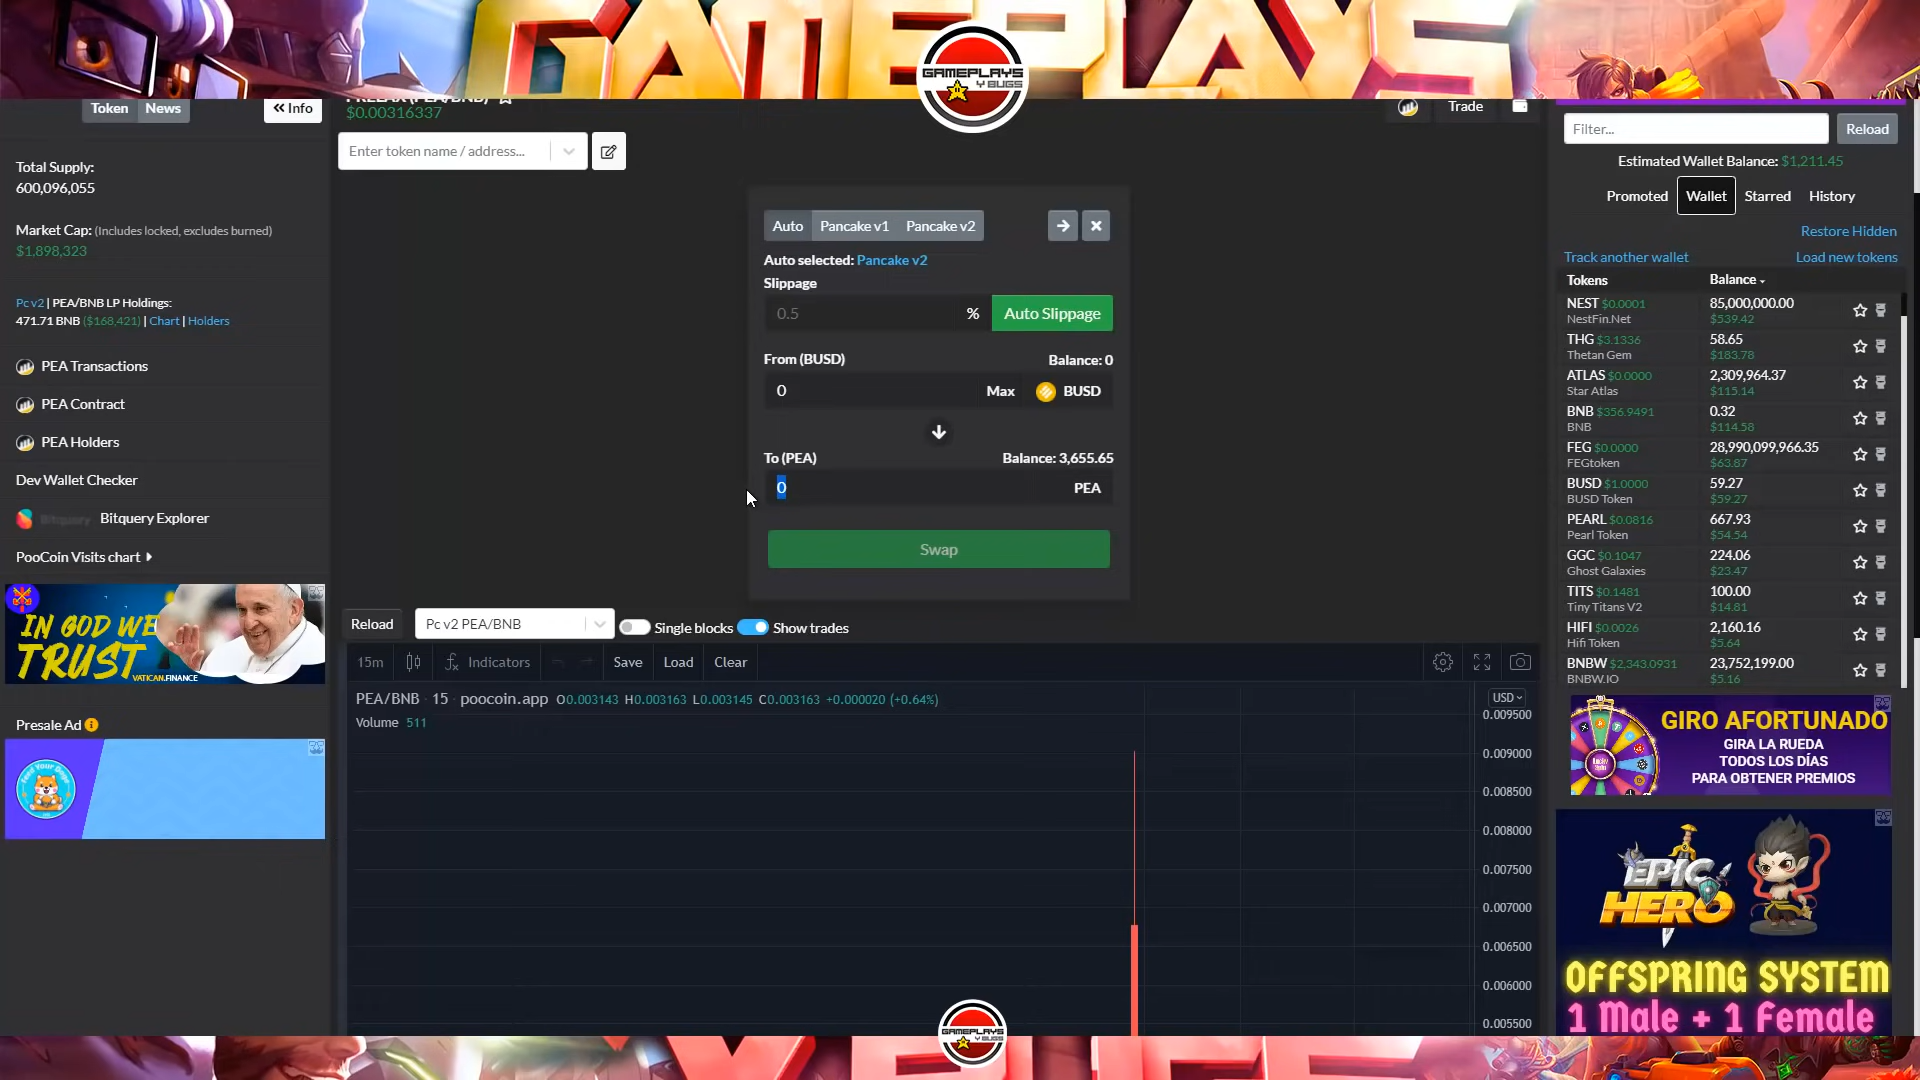 GATEPLAYS
GAMEPLAYS
Y BUGS
Token
News
Info
$0.00316337
Enter token name / address...
Trade
Total Supply:
600,096,055
Market Cap: (Includes locked, excludes burned)
$1,898,323
Pc v2 | PEA/BNB LP Holdings:
471.71 BNB ($168,421) | Chart | Holders
PEA Transactions
PEA Contract
PEA Holders
Dev Wallet Checker
Bitquery Bitquery Explorer
PooCoin Visits chart
IN GOD WE
TRUST
VATICAN.FINANCE
Presale Ad
Feed Your Doge
Auto
Pancake v1
Pancake v2
Auto selected: Pancake v2
Slippage
0.5
%
Auto Slippage
From (BUSD)
Balance: 0
0
Max
BUSD
To (PEA)
Balance: 3,655.65
0
PEA
Swap
Reload
Pc v2 PEA/BNB
Single blocks
Show trades
15m
Indicators
Save
Load
Clear
PEA/BNB · 15 · poocoin.app O0.003143 H0.003163 L0.003145 C0.003163 +0.000020 (+0.64%)
Volume 511
USD
0.009500
0.009000
0.008500
0.008000
0.007500
0.007000
0.006500
0.006000
0.005500
Filter...
Reload
Estimated Wallet Balance: $1,211.45
Promoted
Wallet
Starred
History
Restore Hidden
Track another wallet
Load new tokens
Tokens
Balance
NEST $0.0001
85,000,000.00
NestFin.Net
$539.42
THG $3.1336
58.65
Thetan Gem
$183.78
ATLAS $0.0000
2,309,964.37
Star Atlas
$115.14
BNB $356.9491
0.32
BNB
$114.58
FEG $0.0000
28,990,099,966.35
FEGtoken
$63.87
BUSD $1.0000
59.27
BUSD Token
$59.27
PEARL $0.0816
667.93
Pearl Token
$54.54
GGC $0.1047
224.06
Ghost Galaxies
$23.47
TITS $0.1481
100.00
Tiny Titans V2
$14.81
HIFI $0.0026
2,160.16
Hifi Token
$5.64
BNBW $2,343.0931
23,752,199.00
BNBW.IO
$5.16
GIRO AFORTUNADO
GIRA LA RUEDA
TODOS LOS DÍAS
PARA OBTENER PREMIOS
EPIC
HERO
OFFSPRING SYSTEM
1 Male + 1 Female
GAMEPLAYS
Y BUGS